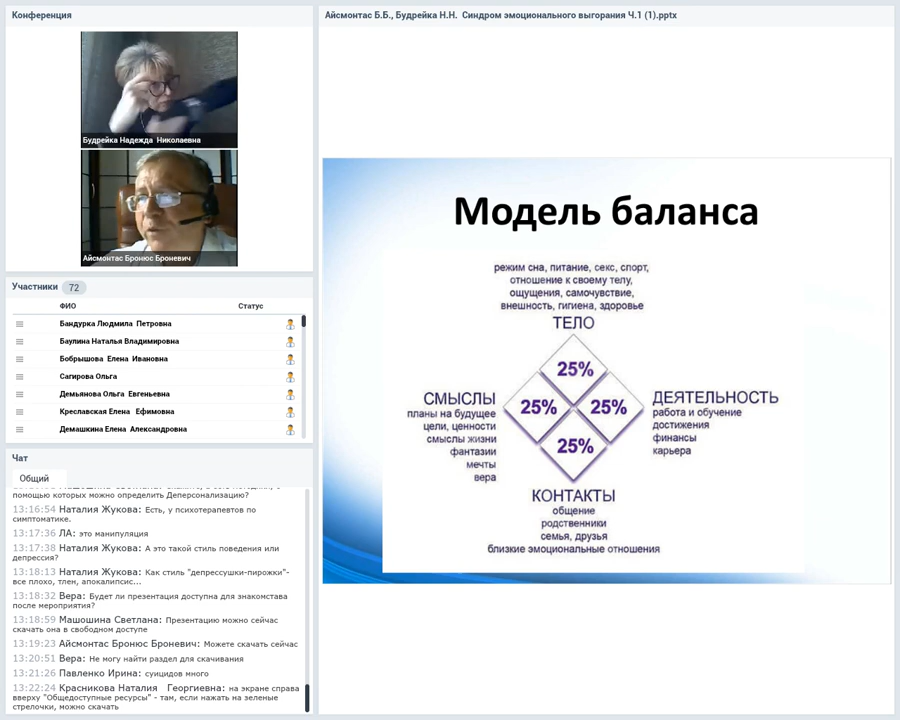 Конференция
Будрейка Надежда Николаевна
Айсмонтас Бронюс Броневич
Участники 72
ФИО Статус
Бандурка Людмила Петровна
Баулина Наталья Владимировна
Бобрышова Елена Ивановна
Сагирова Ольга
Демьянова Ольга Евгеньевна
Креславская Елена Ефимовна
Демашкина Елена Александровна
Чат
Общий
помощью которых можно определить Деперсонализацию?
13:16:54 Наталия Жукова: Есть, у психотерапевтов по
симптоматике.
13:17:36 ЛА: это манипуляция
13:17:38 Наталия Жукова: А это такой стиль поведения или
депрессия?
13:18:13 Наталия Жукова: Как стиль "депрессушки-пирожки"-
все плохо, тлен, апокалипсис...
13:18:32 Вера: Будет ли презентация доступна для знакомстава
после мероприятия?
13:18:59 Машошина Светлана: Презентацию можно сейчас
скачать она в свободном доступе
13:19:23 Айсмонтас Бронюс Броневич: Можете скачать сейчас
13:20:51 Вера: Не могу найти раздел для скачивания
13:21:26 Павленко Ирина: суицидов много
13:22:24 Красникова Наталия Георгиевна: на экране справа
вверху "Общедоступные ресурсы" - там, если нажать на зеленые
стрелочки, можно скачать
Айсмонтас Б.Б., Будрейка Н.Н. Синдром эмоционального выгорания Ч.1 (1).pptx
Модель баланса
режим сна, питание, секс, спорт,
отношение к своему телу,
ощущения, самочувствие,
внешность, гигиена, здоровье
ТЕЛО
25%
СМЫСЛЫ
планы на будущее
цели, ценности
смыслы жизни
фантазии
мечты
вера
25% 25%
ДЕЯТЕЛЬНОСТЬ
работа и обучение
достижения
финансы
карьера
25%
КОНТАКТЫ
общение
родственники
семья, друзья
близкие эмоциональные отношения